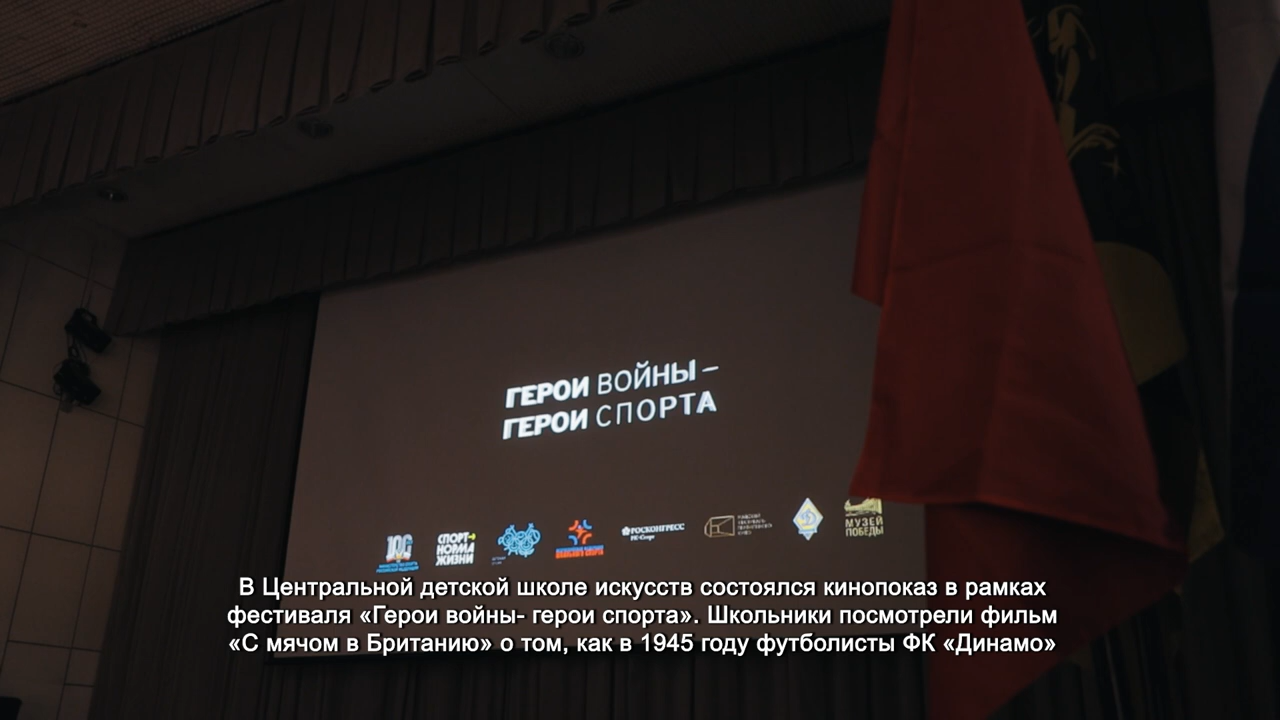 ГЕРОИ ВОЙНЫ –
ГЕРОИ СПОРТА
100
СПОРТ
НОРМА
ЖИЗНИ
РОСКОНГРЕСС
МУЗЕЙ
ПОБЕДЫ
В Центральной детской школе искусств состоялся кинопоказ в рамках
фестиваля «Герои войны- герои спорта». Школьники посмотрели фильм
«С мячом в Британию» о том, как в 1945 году футболисты ФК «Динамо»